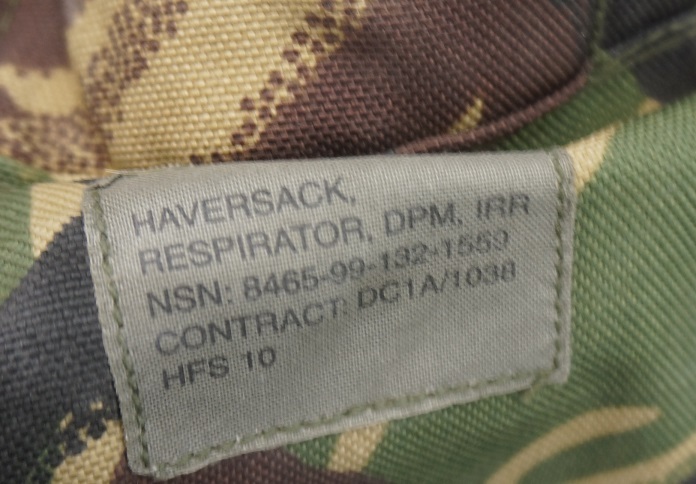 HAVERSACK,
RESPIRATOR, DPM, IRR
NSN: 8465-99-132-1559
CONTRACT: DC1A/1038
HFS 10